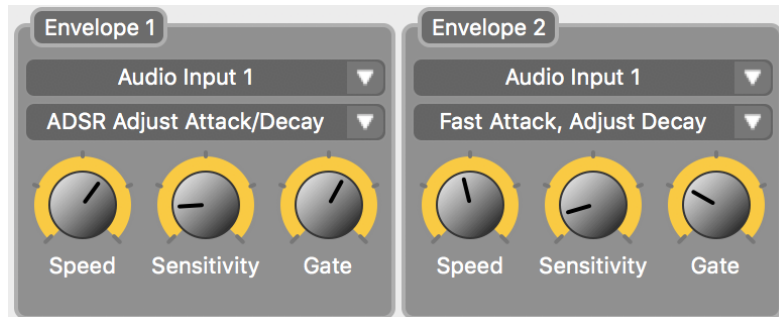 Envelope 1
Audio Input 1
ADSR Adjust Attack/Decay
Speed Sensitivity Gate
Envelope 2
Audio Input 1
Fast Attack, Adjust Decay
Speed Sensitivity Gate